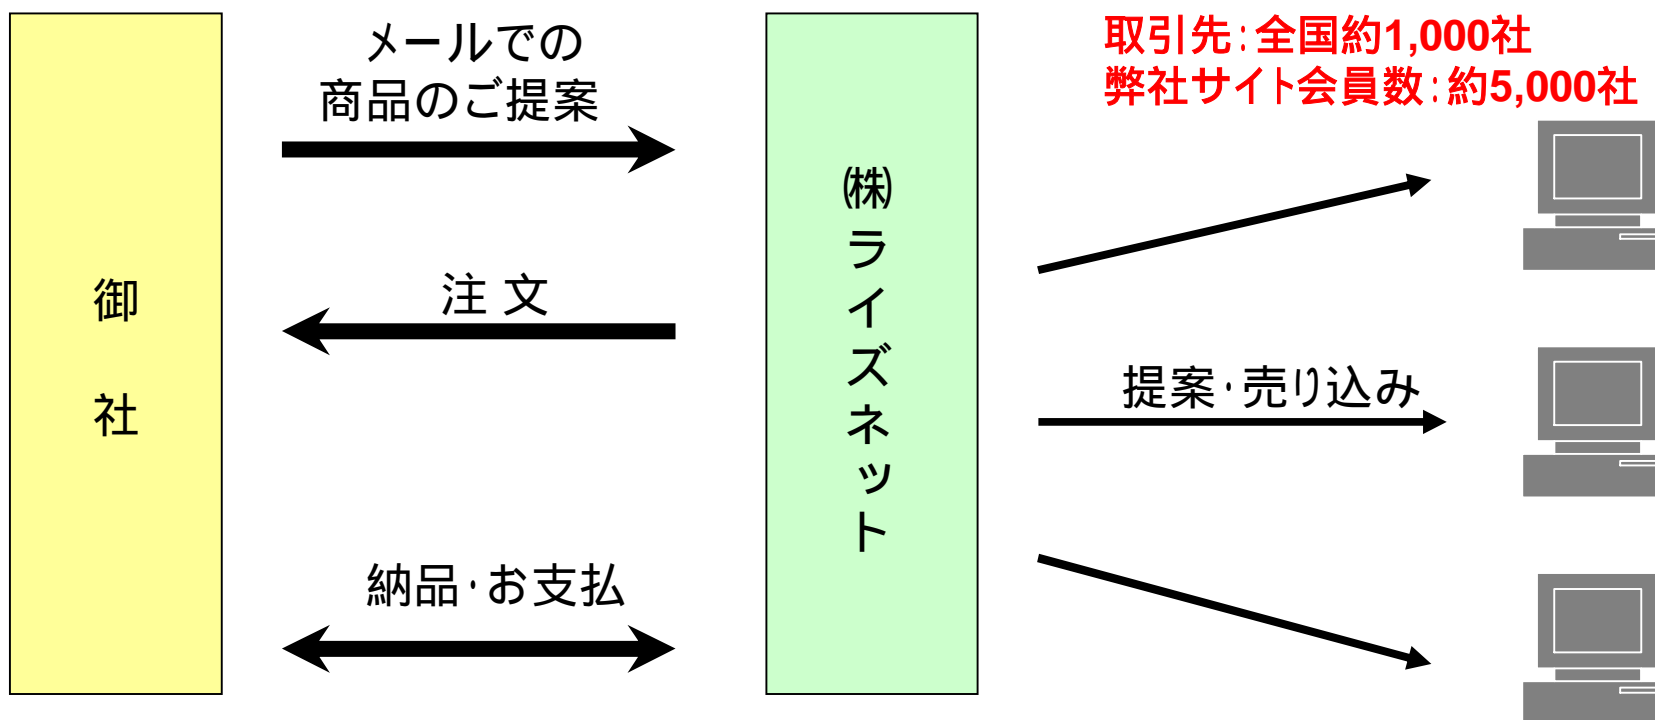 メールでの
商品のご提案
取引先：全国約1,000社
弊社サイト会員数：約5,000社
御社
㈱ライズネット
注 文
提案・売り込み
納品・お支払